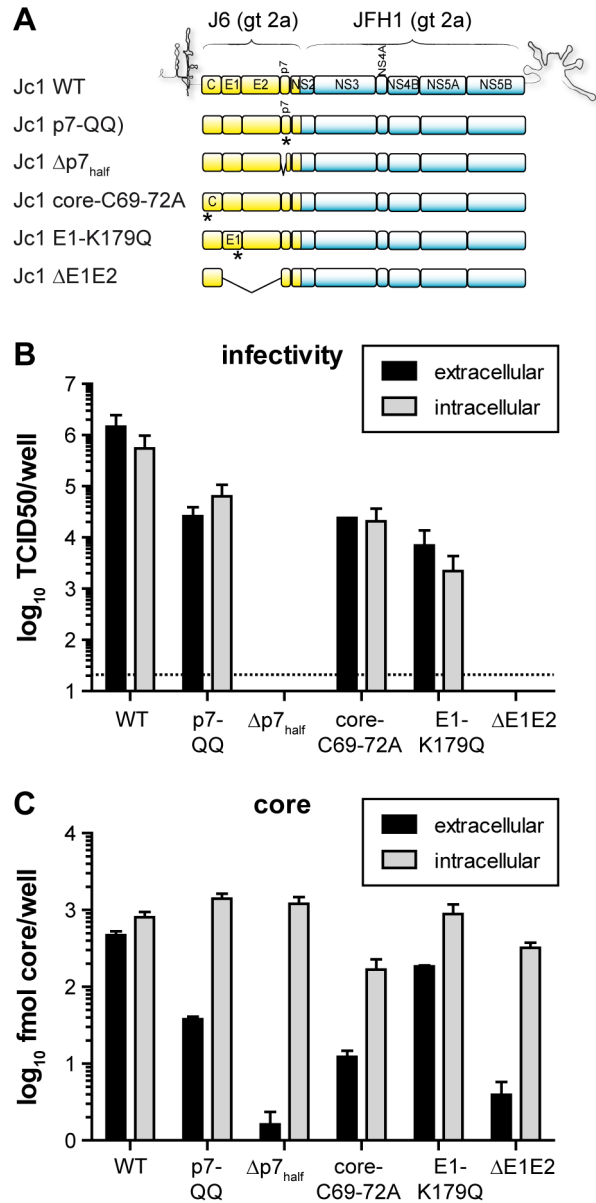 A
J6 (gt 2a) JFH1 (gt 2a)
Jc1 WT C E1 E2 p7 NS2 NS3 NS4A NS4B NS5A NS5B
Jc1 p7-QQ) p7
*
Jc1 Δp7half
Jc1 core-C69-72A C
*
Jc1 E1-K179Q E1
*
Jc1 ΔE1E2
B infectivity
extracellular
intracellular
log10 TCID50/well
7
6
5
4
3
2
1
WT p7-QQ Δp7half core-C69-72A E1-K179Q ΔE1E2
C core
extracellular
intracellular
log10 fmol core/well
4
3
2
1
0
WT p7-QQ Δp7half core-C69-72A E1-K179Q ΔE1E2